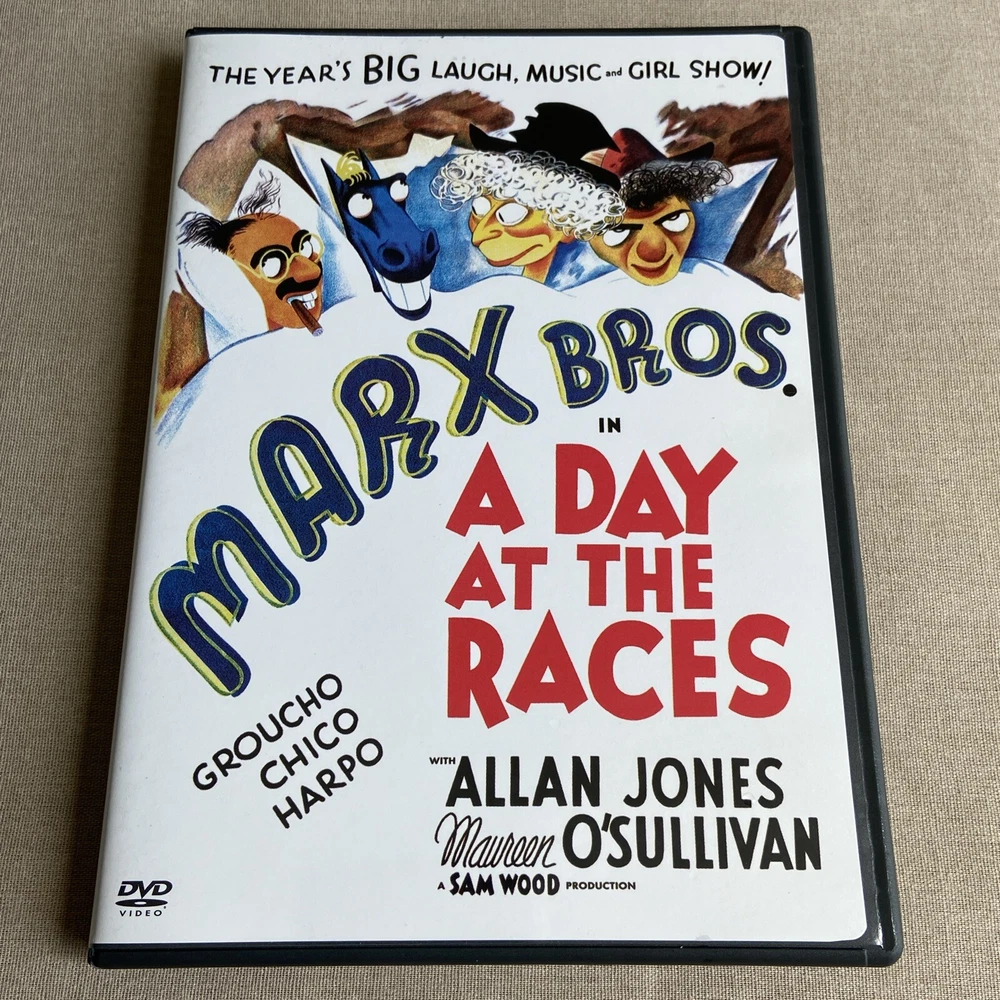 THE YEAR'S BIG LAUGH, MUSIC and GIRL SHOW!
MARX BROS.
IN
A DAY
AT THE
RACES
GROUCHO
CHICO
HARPO
WITH ALLAN JONES
Maureen O'SULLIVAN
A SAM WOOD PRODUCTION
DVD
VIDEO